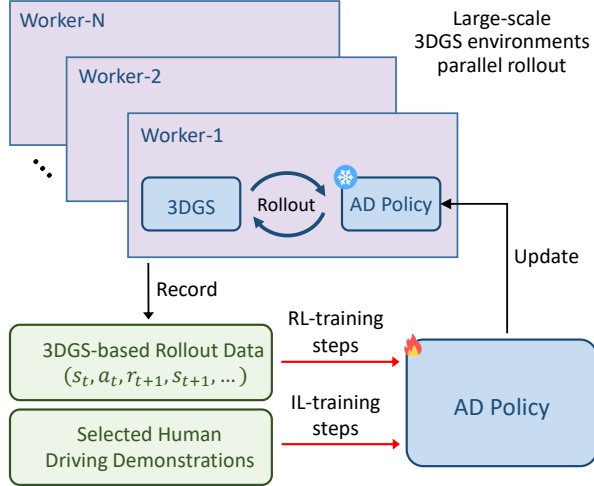 Worker-N
Large-scale
3DGS environments
parallel rollout
Worker-2
Worker-1
3DGS
Rollout
AD Policy
Update
Record
3DGS-based Rollout Data
(s_t, a_t, r_{t+1}, s_{t+1}, ...)
RL-training
steps
AD Policy
Selected Human
Driving Demonstrations
IL-training
steps